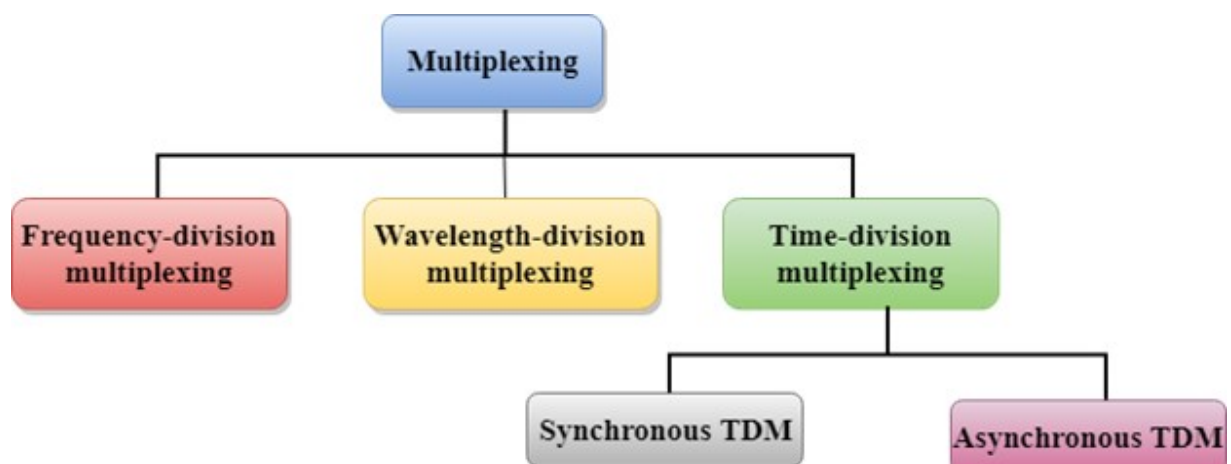 Multiplexing
Frequency-division
multiplexing
Wavelength-division
multiplexing
Time-division
multiplexing
Synchronous TDM
Asynchronous TDM